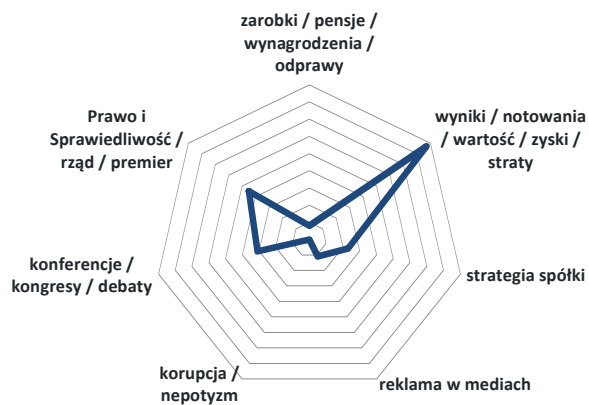 zarobki / pensje /
wynagrodzenia /
odprawy
wyniki / notowania
/ wartość / zyski /
straty
strategia spółki
reklama w mediach
korupcja /
nepotyzm
konferencje /
kongresy / debaty
Prawo i
Sprawiedliwość /
rząd / premier